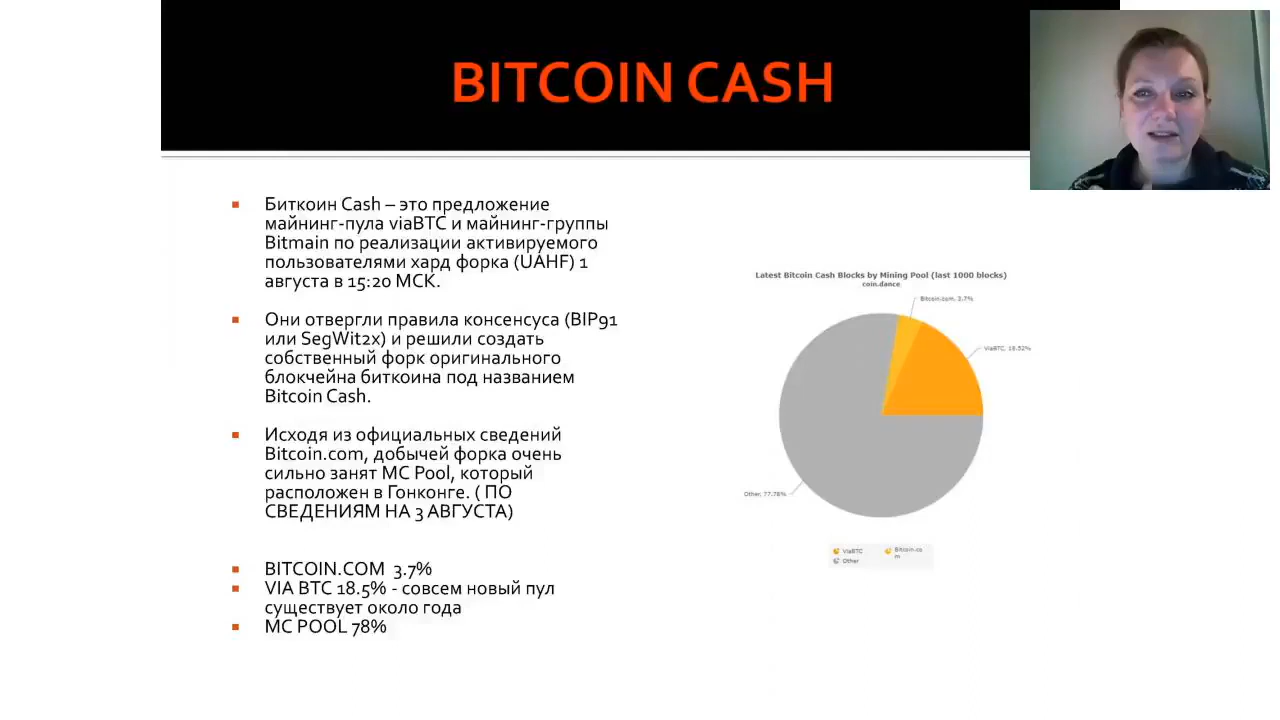 BITCOIN CASH
Биткоин Cash – это предложение
майнинг-пула viaBTC и майнинг-группы
Bitmain по реализации активируемого
пользователями хард форка (UAHF) 1
августа в 15:20 МСК.
Они отвергли правила консенсуса (BIP91
или SegWit2x) и решили создать
собственный форк оригинального
блокчейна биткоина под названием
Bitcoin Cash.
Исходя из официальных сведений
Bitcoin.com, добычей форка очень
сильно занят MC Pool, который
расположен в Гонконге. ( ПО
СВЕДЕНИЯМ НА 3 АВГУСТА)
BITCOIN.COM 3.7%
VIA BTC 18.5% - совсем новый пул
существует около года
MC POOL 78%
Latest Bitcoin Cash Blocks by Mining Pool (last 1000 blocks)
coin.dance
Bitcoin.com, 3.7%
ViaBTC, 18.52%
Other, 77.78%
ViaBTC
Bitcoin.co
m
Other